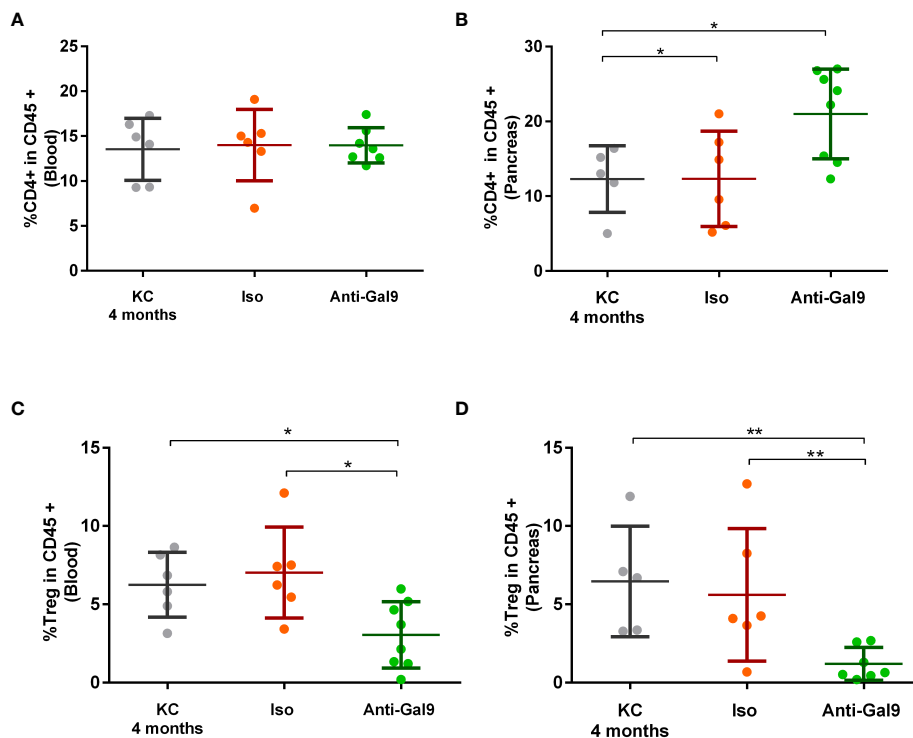 A
%CD4+ in CD45 +
(Blood)
25
20
15
10
5
0
KC
4 months
Iso
Anti-Gal9
B
%CD4+ in CD45 +
(Pancreas)
30
20
10
0
*
*
KC
4 months
Iso
Anti-Gal9
C
%Treg in CD45 +
(Blood)
15
10
5
0
*
*
KC
4 months
Iso
Anti-Gal9
D
%Treg in CD45 +
(Pancreas)
15
10
5
0
**
**
KC
4 months
Iso
Anti-Gal9